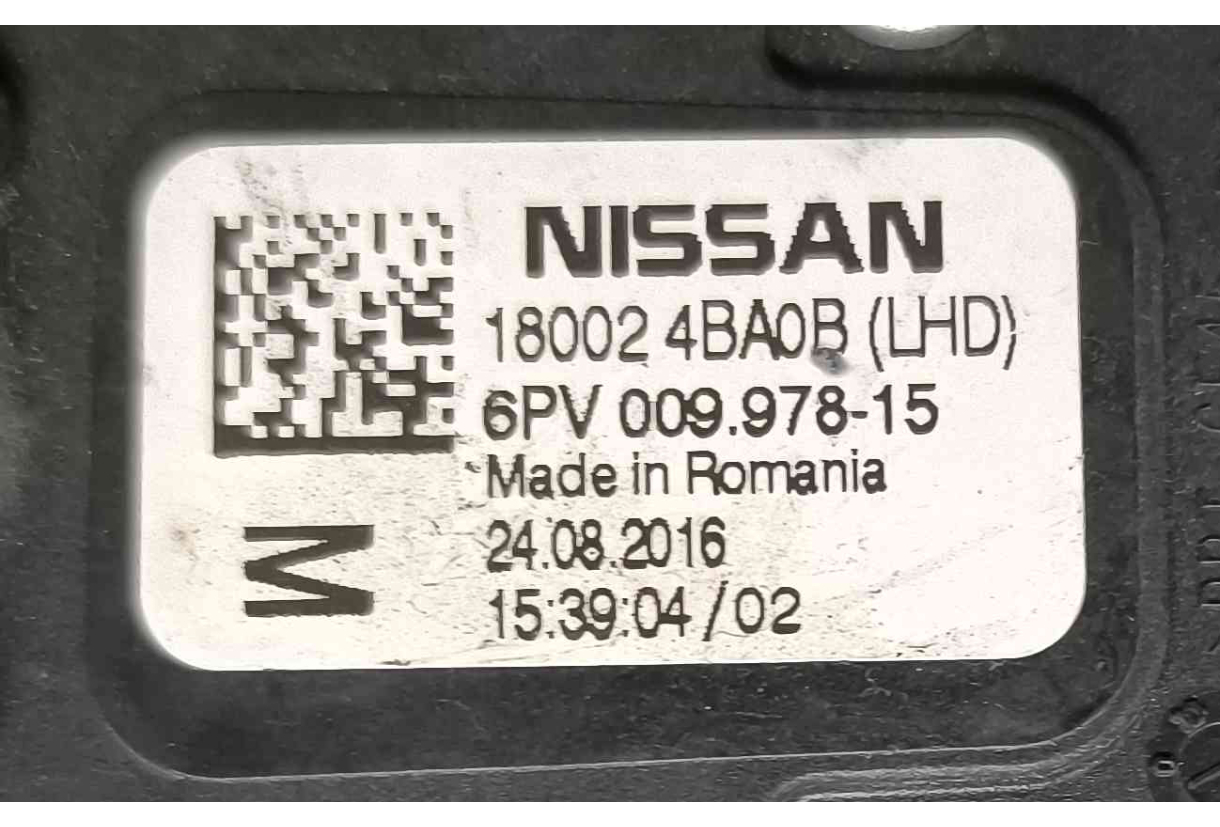 NISSAN
18002 4BA0B (LHD)
6PV 009.978-15
Made in Romania
24.08.2016
15:39:04/02
M